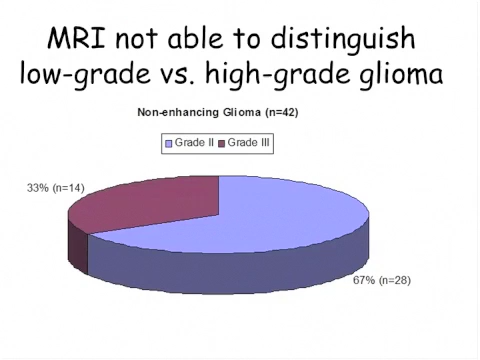 MRI not able to distinguish
low-grade vs. high-grade glioma
Non-enhancing Glioma (n=42)
Grade II Grade III
33% (n=14)
67% (n=28)